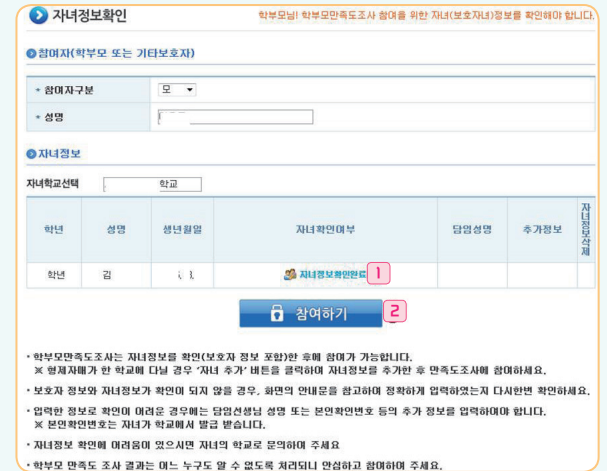 자녀정보확인
학부모님! 학부모만족도조사 참여를 위한 자녀(보호자녀)정보를 확인해야 합니다.
참여자(학부모 또는 기타보호자)
* 참여자구분 모
* 성명
자녀정보
자녀학교선택 학교
학년 성명 생년월일 자녀확인여부 담임성명 추가정보 자녀정보삭제
학년 김 자녀정보확인완료 1
참여하기 2
· 학부모만족도조사는 자녀정보를 확인(보호자 정보 포함)한 후에 참여가 가능합니다.
※ 형제자매가 한 학교에 다닐 경우 '자녀 추가' 버튼을 클릭하여 자녀정보를 추가한 후 만족도조사에 참여하세요.
· 보호자 정보와 자녀정보가 확인이 되지 않을 경우, 화면의 안내문을 참고하여 정확하게 입력하였는지 다시한번 확인하세요.
· 입력한 정보로 확인이 어려운 경우에는 담임선생님 성명 또는 본인확인번호 등의 추가 정보를 입력하여야 합니다.
※ 본인확인번호는 자녀가 학교에서 발급 받습니다.
· 자녀정보 확인에 어려움이 있으시면 자녀의 학교로 문의하여 주세요
· 학부모 만족도 조사 결과는 어느 누구도 알 수 없도록 처리되니 안심하고 참여하여 주세요.